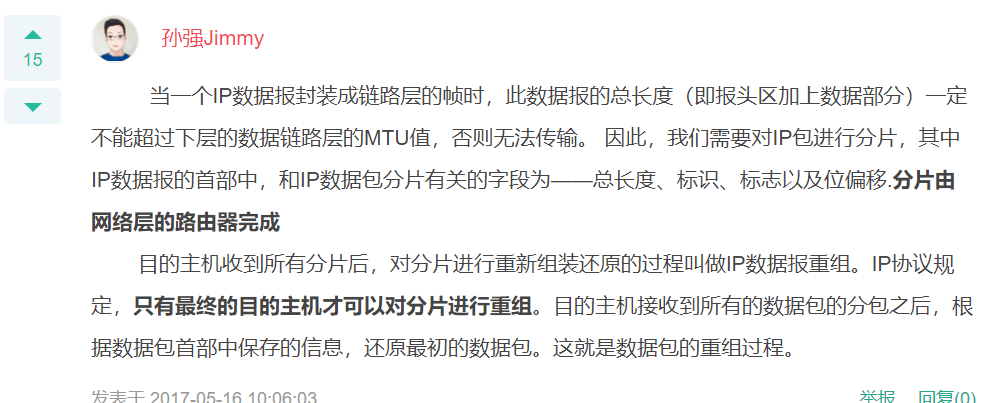 孙强Jimmy
15
当一个IP数据报封装成链路层的帧时，此数据报的总长度（即报头区加上数据部分）一定
不能超过下层的数据链路层的MTU值，否则无法传输。 因此，我们需要对IP包进行分片，其中
IP数据报的首部中，和IP数据包分片有关的字段为——总长度、标识、标志以及位偏移.分片由
网络层的路由器完成
目的主机收到所有分片后，对分片进行重新组装还原的过程叫做IP数据报重组。IP协议规
定，只有最终的目的主机才可以对分片进行重组。目的主机接收到所有的数据包的分包之后，根
据数据包首部中保存的信息，还原最初的数据包。这就是数据包的重组过程。
发表于 2017-05-16 10:06:03 举报 回复(0)